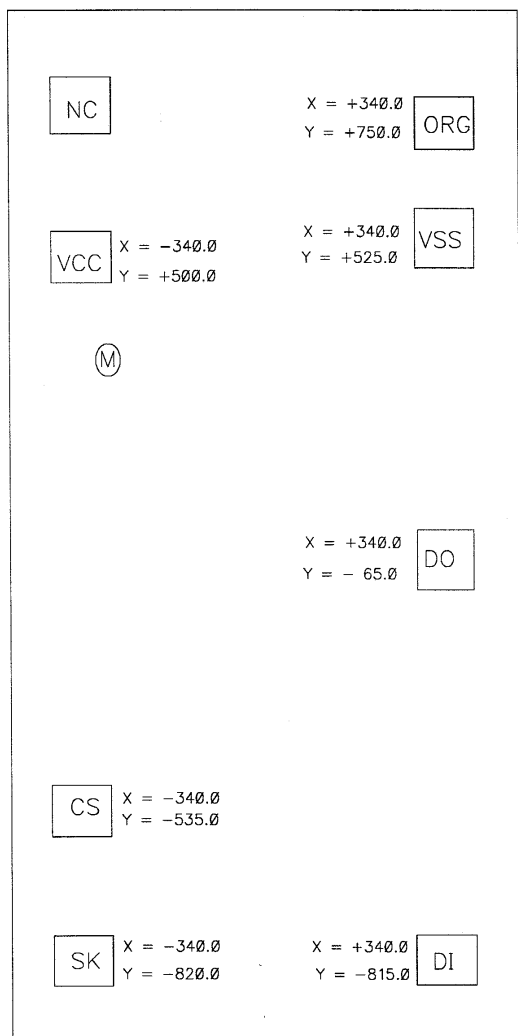 NC
X = +340.0
Y = +750.0
ORG
VCC
X = -340.0
Y = +500.0
X = +340.0
Y = +525.0
VSS
M
X = +340.0
Y = - 65.0
DO
CS
X = -340.0
Y = -535.0
SK
X = -340.0
Y = -820.0
X = +340.0
Y = -815.0
DI